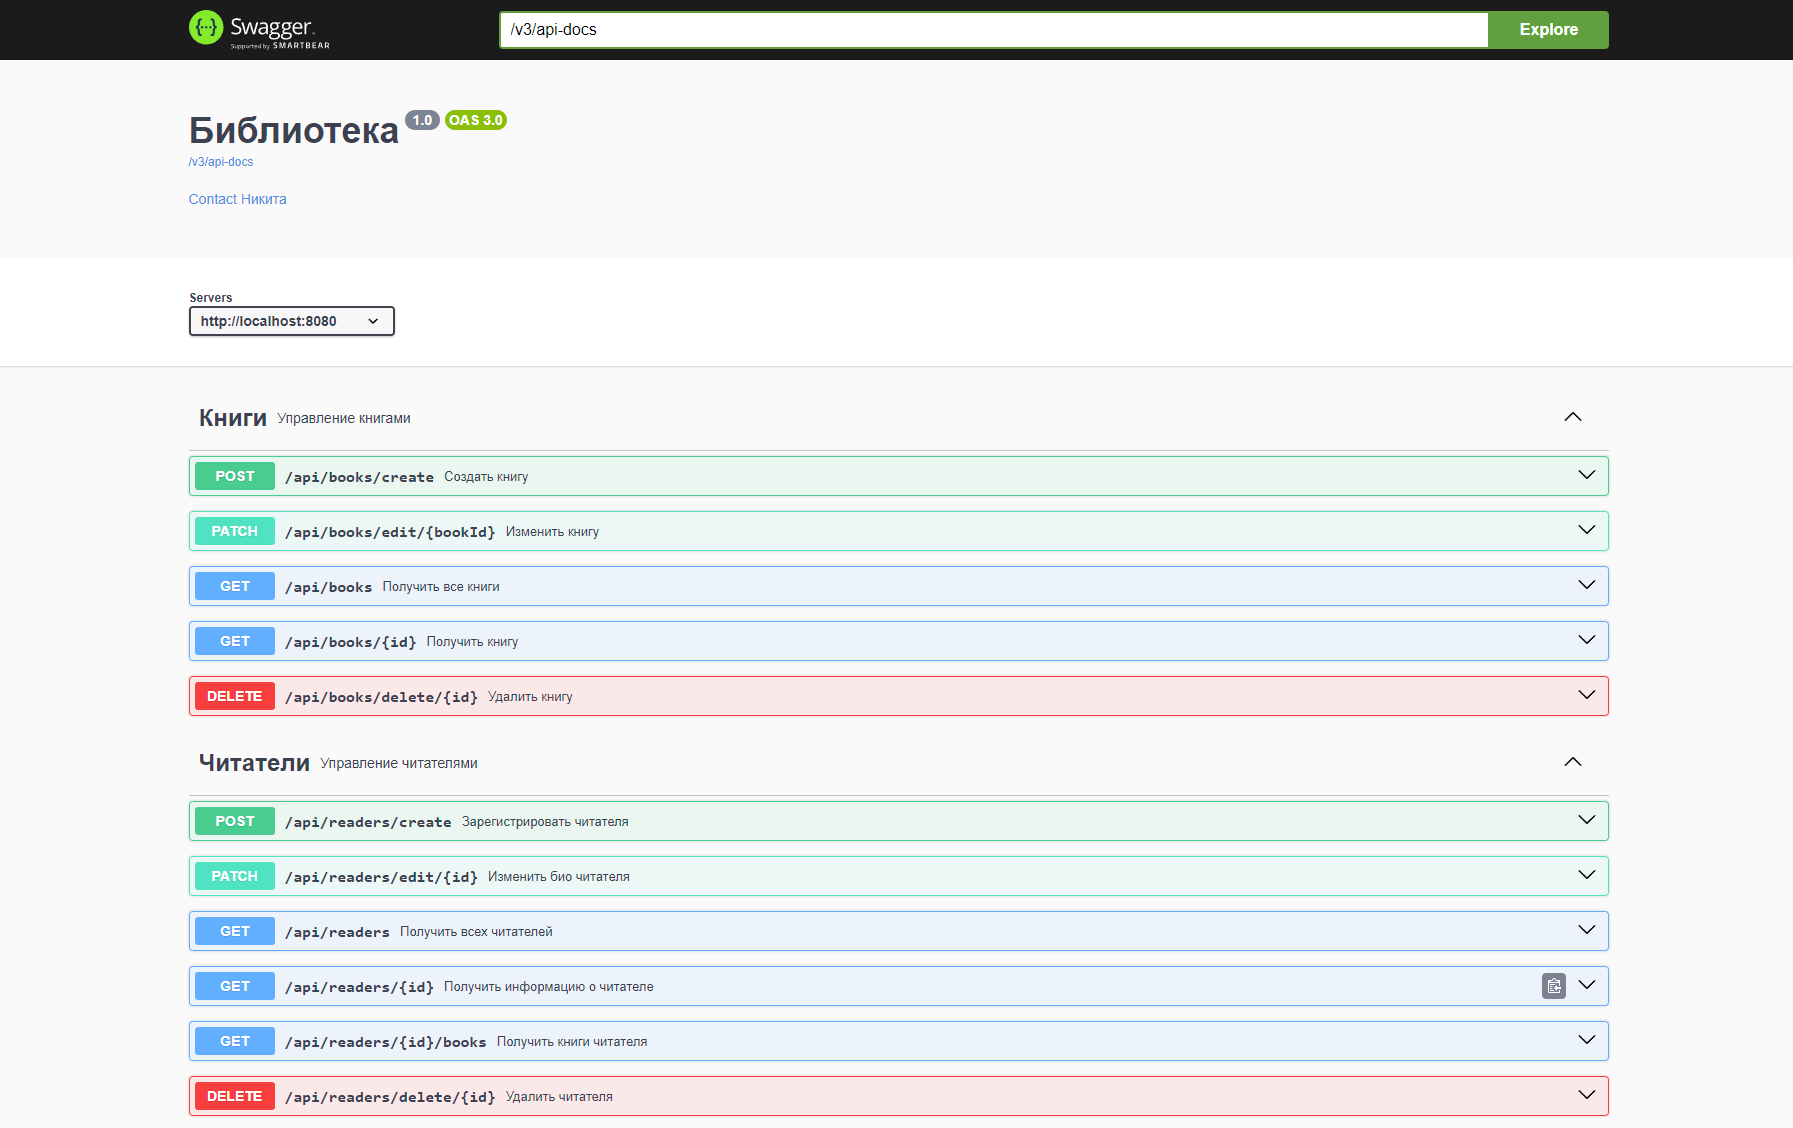 Swagger
Supported by SMARTBEAR
/v3/api-docs
Explore
Библиотека 1.0 OAS 3.0
/v3/api-docs
Contact Никита
Servers
http://localhost:8080
Книги Управление книгами
POST /api/books/create Создать книгу
PATCH /api/books/edit/{bookId} Изменить книгу
GET /api/books Получить все книги
GET /api/books/{id} Получить книгу
DELETE /api/books/delete/{id} Удалить книгу
Читатели Управление читателями
POST /api/readers/create Зарегистрировать читателя
PATCH /api/readers/edit/{id} Изменить био читателя
GET /api/readers Получить всех читателей
GET /api/readers/{id} Получить информацию о читателе
GET /api/readers/{id}/books Получить книги читателя
DELETE /api/readers/delete/{id} Удалить читателя